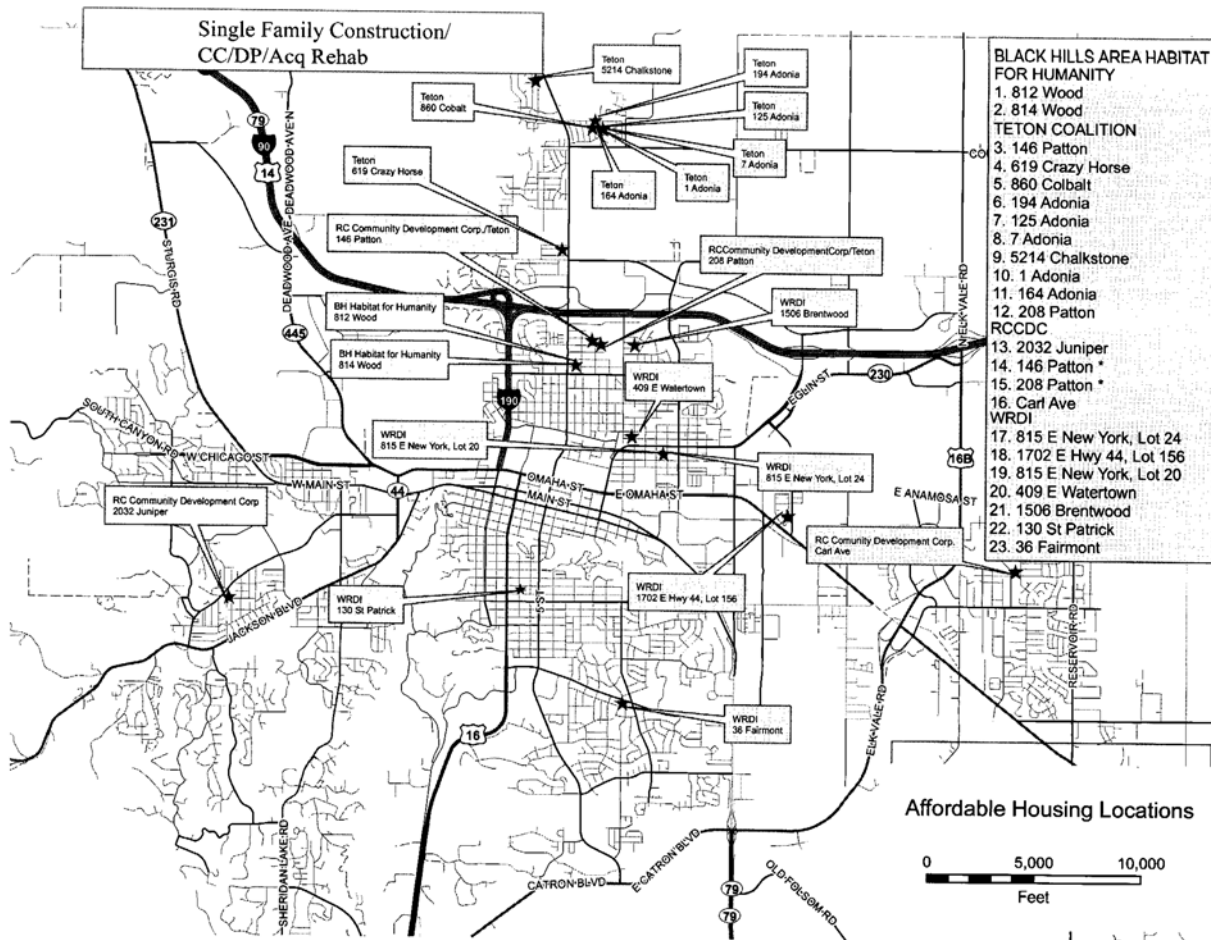 Single Family Construction/
CC/DP/Acq Rehab
BLACK HILLS AREA HABITAT
FOR HUMANITY
1. 812 Wood
2. 814 Wood
TETON COALITION
3. 146 Patton
4. 619 Crazy Horse
5. 860 Colbalt
6. 194 Adonia
7. 125 Adonia
8. 7 Adonia
9. 5214 Chalkstone
10. 1 Adonia
11. 164 Adonia
12. 208 Patton
RCCDC
13. 2032 Juniper
14. 146 Patton *
15. 208 Patton *
16. Carl Ave
WRDI
17. 815 E New York, Lot 24
18. 1702 E Hwy 44, Lot 156
19. 815 E New York, Lot 20
20. 409 E Watertown
21. 1506 Brentwood
22. 130 St Patrick
23. 36 Fairmont
Teton
5214 Chalkstone
Teton
194 Adonia
Teton
860 Cobalt
Teton
125 Adonia
Teton
7 Adonia
Teton
1 Adonia
Teton
164 Adonia
Teton
619 Crazy Horse
RC Community Development Corp./Teton
146 Patton
RCCommunity DevelopmentCorp/Teton
208 Patton
BH Habitat for Humanity
812 Wood
WRDI
1506 Brentwood
BH Habitat for Humanity
814 Wood
WRDI
409 E Watertown
WRDI
815 E New York, Lot 20
WRDI
815 E New York, Lot 24
RC Community Development Corp
2032 Juniper
RC Comunity Development Corp.
Carl Ave
WRDI
130 St Patrick
WRDI
1702 E Hwy 44, Lot 156
WRDI
36 Fairmont
79
90
14
231
STURGIS RD
DEADWOOD AVE
DEADWOOD AVE N
445
190
CO
N ELK VALE RD
230
EGLIN ST
16B
SOUTH CANYON RD
W CHICAGO ST
W MAIN ST
44
OMAHA ST
MAIN ST
E OMAHA ST
E ANAMOSA ST
JACKSON BLVD
5 ST
RESERVOIR RD
ELK VALE RD
16
SHERIDAN LAKE RD
CATRON BLVD
E CATRON BLVD
79
79
OLD FOLSOM RD
Affordable Housing Locations
0 5,000 10,000
Feet